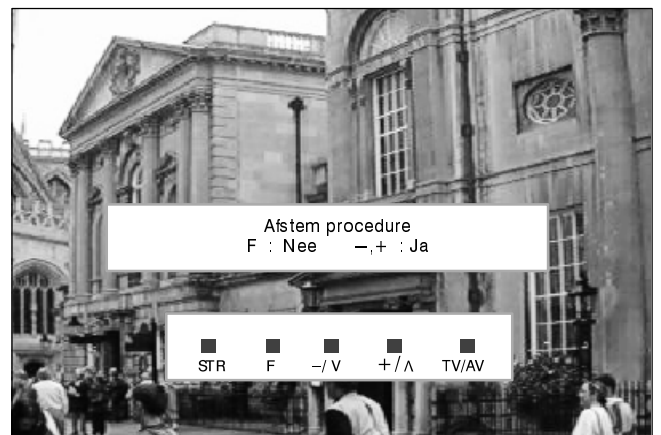 Afstem procedure
F : Nee −,+ : Ja
STR F −/ V +/ Λ TV/AV